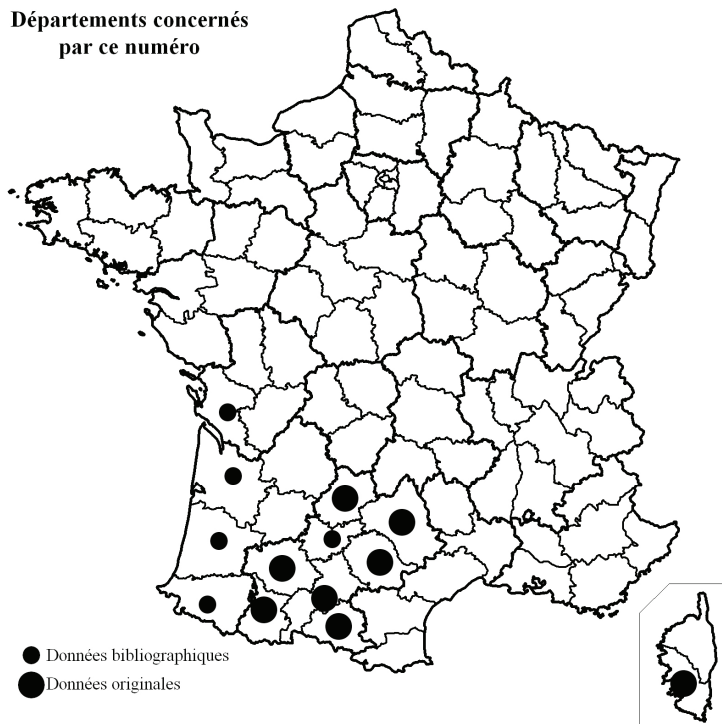 Départements concernés
par ce numéro
Données bibliographiques
Données originales